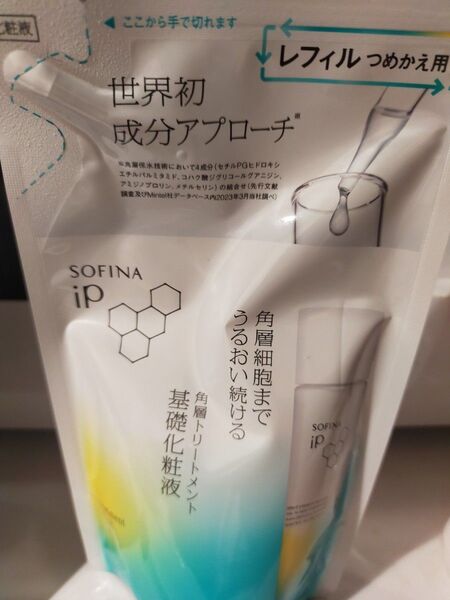 化粧液
ここから手で切れます
レフィル つめかえ用
世界初
成分アプローチ※
※角層保水技術において4成分(セチルPGヒドロキシ
エチルパルミタミド、コハク酸ジグリコールグアニジン、
アミジノプロリン、メチルセリン)の組合せ(先行文献
調査及びMintel社データベース内2023年3月当社調べ)
SOFINA
iP
角層細胞まで
うるおい続ける
角層トリートメント
基礎化粧液
SOFINA
iP